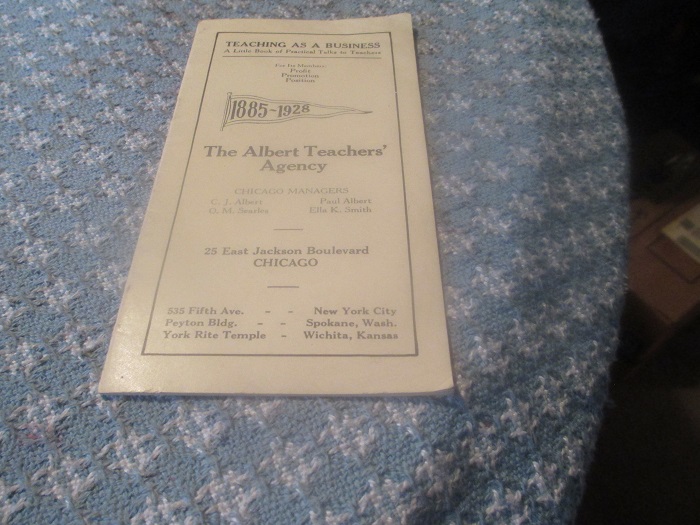 TEACHING AS A BUSINESS
A Little Book of Practical Talks to Teachers
For Its Members:
Profit
Promotion
Position
1885~1928
The Albert Teachers'
Agency
CHICAGO MANAGERS
C. J. Albert Paul Albert
O. M. Searles Ella K. Smith
25 East Jackson Boulevard
CHICAGO
535 Fifth Ave. - - New York City
Peyton Bldg. - - Spokane, Wash.
York Rite Temple - Wichita, Kansas